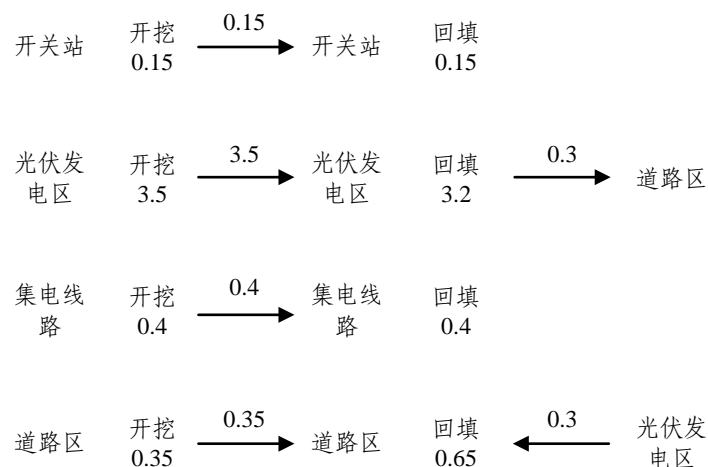 开关站 开挖 0.15 开关站 回填
0.15 0.15
光伏发 开挖 3.5 光伏发 回填 0.3 道路区
电区 3.5 电区 3.2
集电线 开挖 0.4 集电线 回填
路 0.4 路 0.4
道路区 开挖 0.35 道路区 回填 0.3 光伏发
0.35 0.65 电区